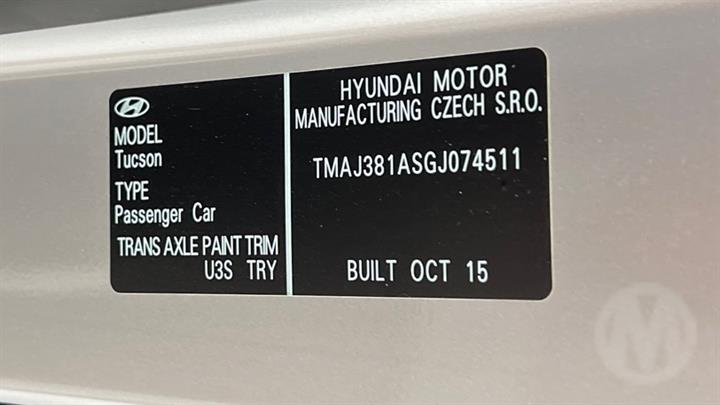 MODEL
Tucson
TYPE
Passenger Car
TRANS AXLE PAINT TRIM
U3S TRY
HYUNDAI MOTOR
MANUFACTURING CZECH S.R.O.
TMAJ381ASGJ074511
BUILT OCT 15
M